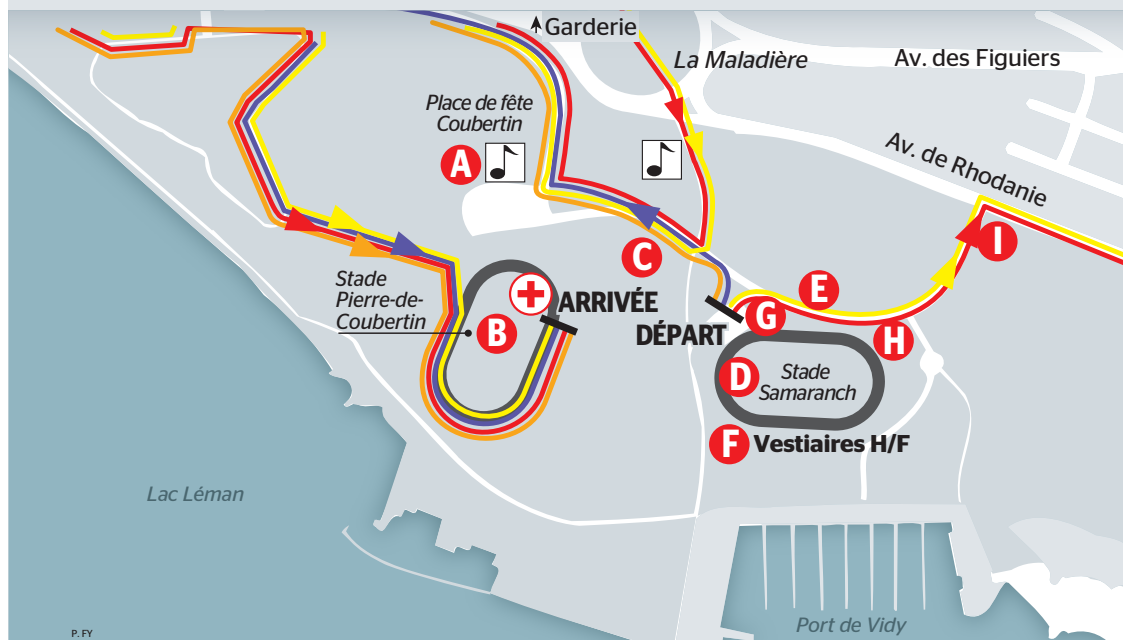 Garderie
La Maladière
Av. des Figuiers
Place de fête
Coubertin
A
Av. de Rhodanie
C
I
Stade
Pierre-de-
Coubertin
B
ARRIVÉE
DÉPART
E
G
H
D
Stade
Samaranch
F
Vestiaires H/F
Lac Léman
Port de Vidy
P. FY